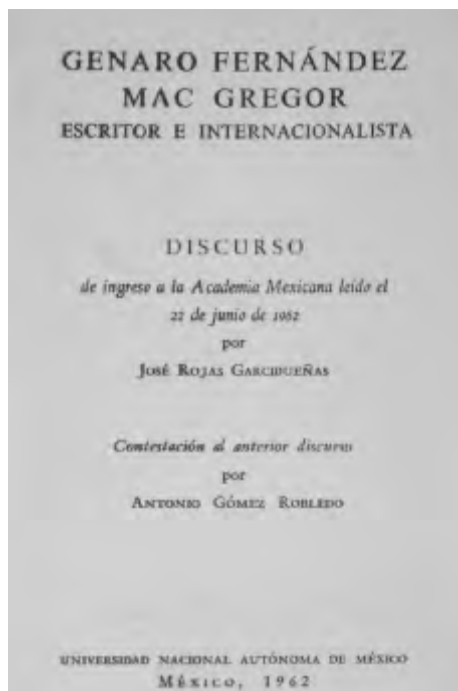 GENARO FERNÁNDEZ
MAC GREGOR
ESCRITOR E INTERNACIONALISTA
DISCURSO
de ingreso a la Academia Mexicana leído el
22 de junio de 1962
por
JOSÉ ROJAS GARCIDUEÑAS
Contestación al anterior discurso
por
ANTONIO GÓMEZ ROBLEDO
UNIVERSIDAD NACIONAL AUTÓNOMA DE MÉXICO
MÉXICO, 1962